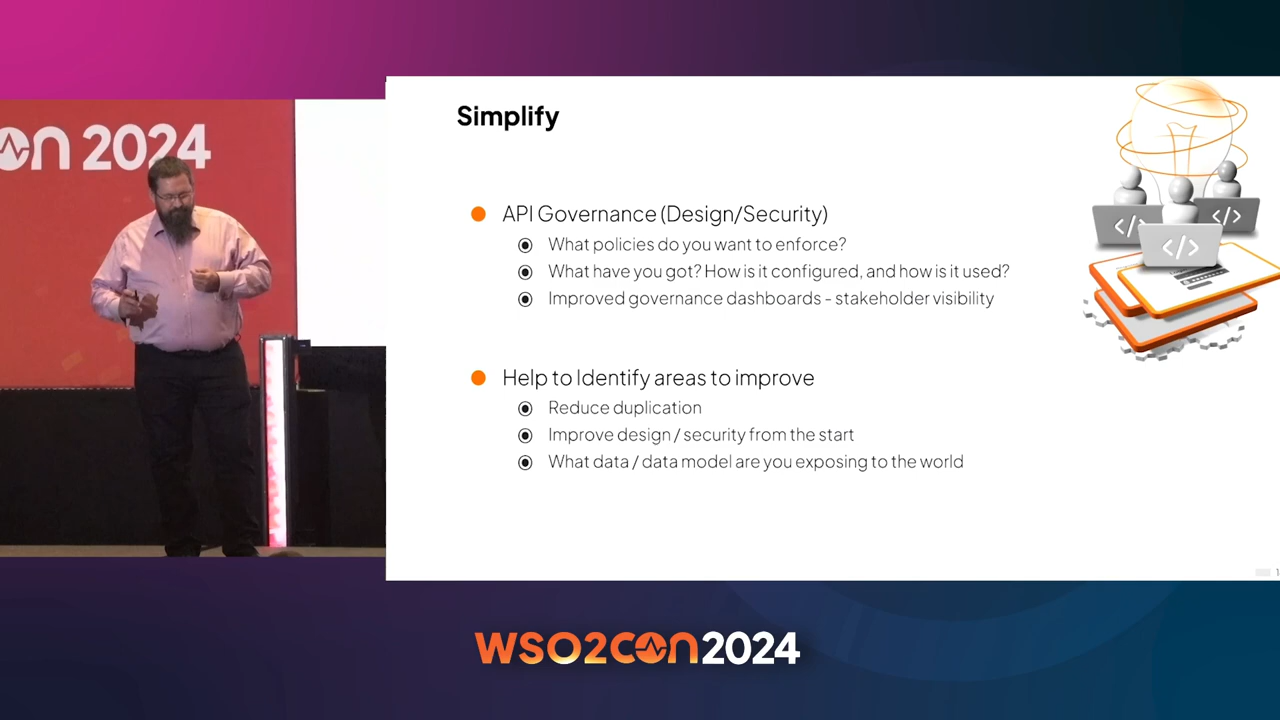 ON 2024
Simplify
API Governance (Design/Security)
What policies do you want to enforce?
What have you got? How is it configured, and how is it used?
Improved governance dashboards - stakeholder visibility
Help to Identify areas to improve
Reduce duplication
Improve design / security from the start
What data / data model are you exposing to the world
</>
</>
</>
WSO2CON2024